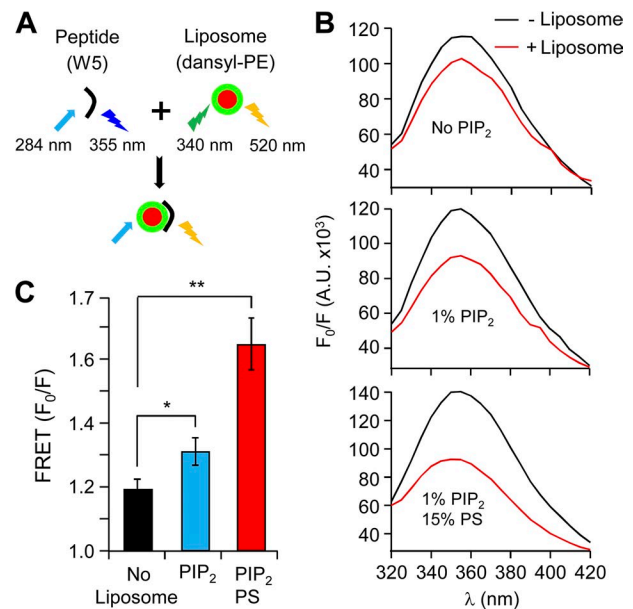 A
Peptide
(W5)
Liposome
(dansyl-PE)
+
284 nm
355 nm
340 nm
520 nm
B
- Liposome
+ Liposome
120
100
80
60
40
No PIP₂
120
100
80
60
40
1% PIP₂
140
120
100
80
60
40
1% PIP₂
15% PS
F₀/F (A.U. x10³)
320 340 360 380 400 420
λ (nm)
C
1.7
1.6
1.4
1.2
1.0
FRET (F₀/F)
**
*
No
Liposome
PIP₂
PIP₂
PS